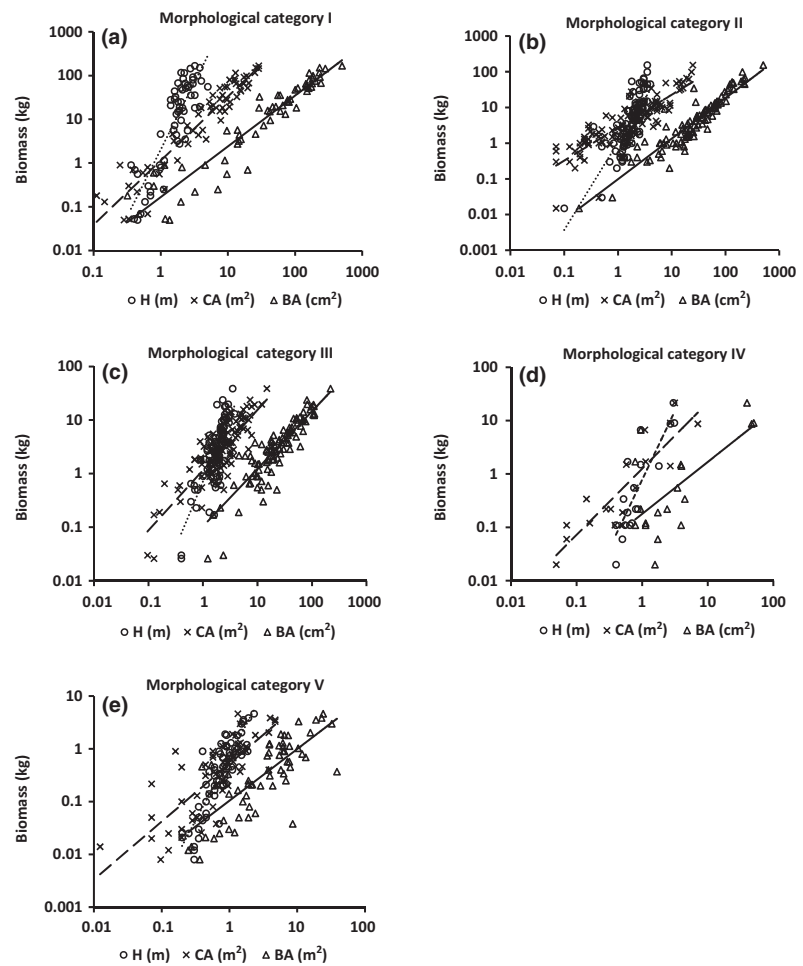 Morphological category I
(a)
Biomass (kg)
1000
100
10
1
0.1
0.01
0.1 1 10 100 1000
H (m) CA (m²) BA (cm²)
Morphological category II
(b)
Biomass (kg)
1000
100
10
1
0.1
0.01
0.001
0.01 0.1 1 10 100 1000
H (m) CA (m²) BA (cm²)
Morphological category III
(c)
Biomass (kg)
100
10
1
0.1
0.01
0.01 0.1 1 10 100 1000
H (m) CA (m²) BA (cm²)
Morphological category IV
(d)
Biomass (kg)
100
10
1
0.1
0.01
0.01 0.1 1 10 100
H (m) CA (m²) BA (cm²)
Morphological category V
(e)
Biomass (kg)
10
1
0.1
0.01
0.001
0.01 0.1 1 10 100
H (m) CA (m²) BA (m²)